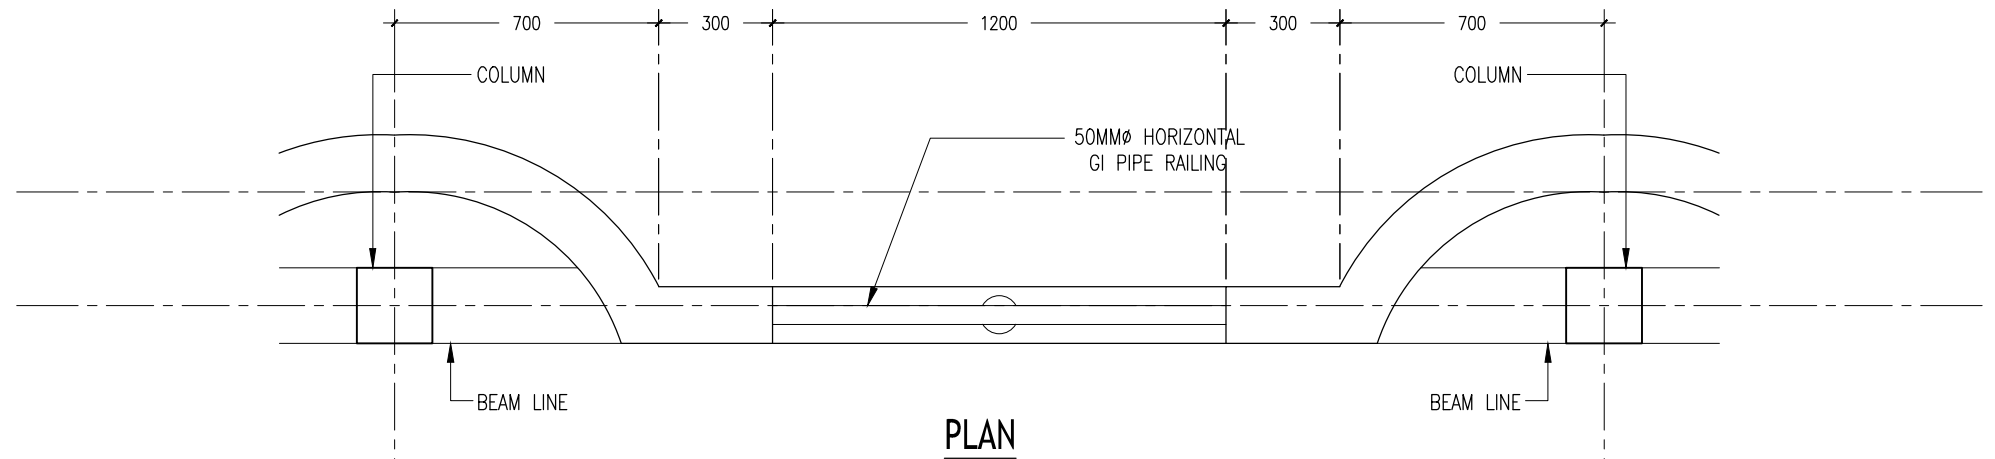 700
300
1200
300
700
COLUMN
COLUMN
50MMø HORIZONTAL
GI PIPE RAILING
BEAM LINE
BEAM LINE
PLAN